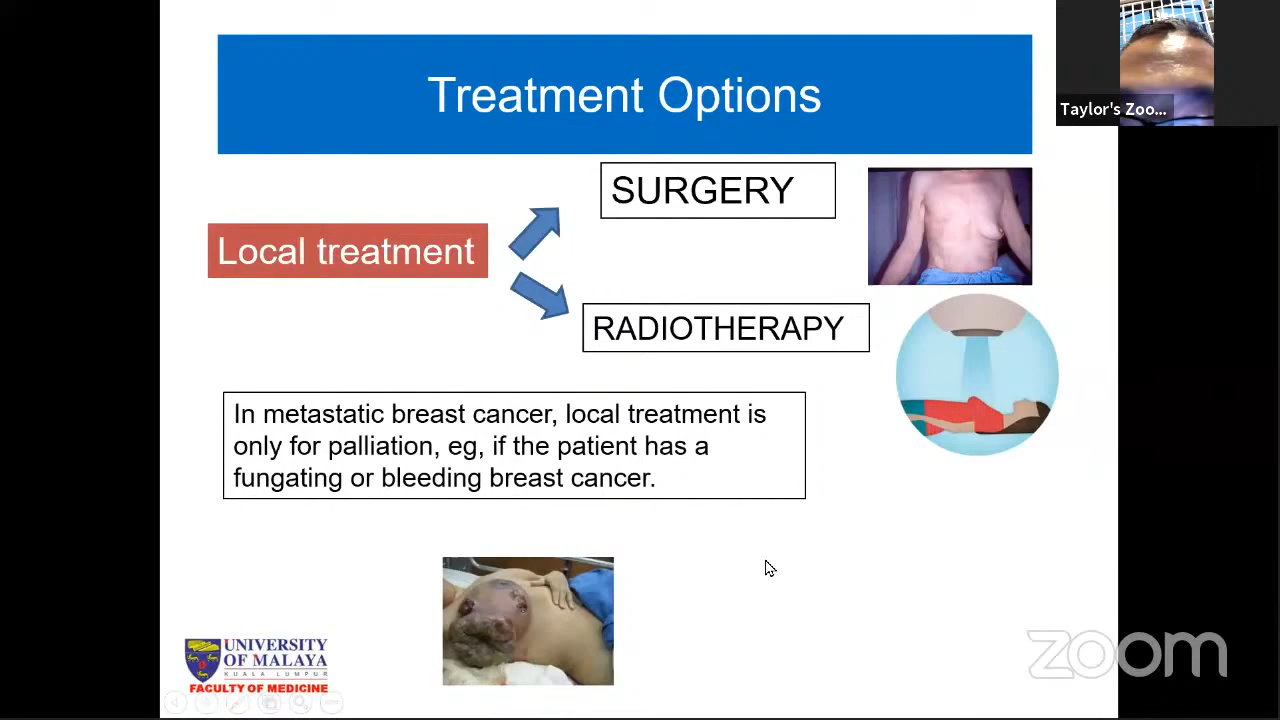 Treatment Options
Taylor's Zoo...
SURGERY
Local treatment
RADIOTHERAPY
In metastatic breast cancer, local treatment is
only for palliation, eg, if the patient has a
fungating or bleeding breast cancer.
UNIVERSITY
OF MALAYA
KUALA LUMPUR
FACULTY OF MEDICINE
zoom